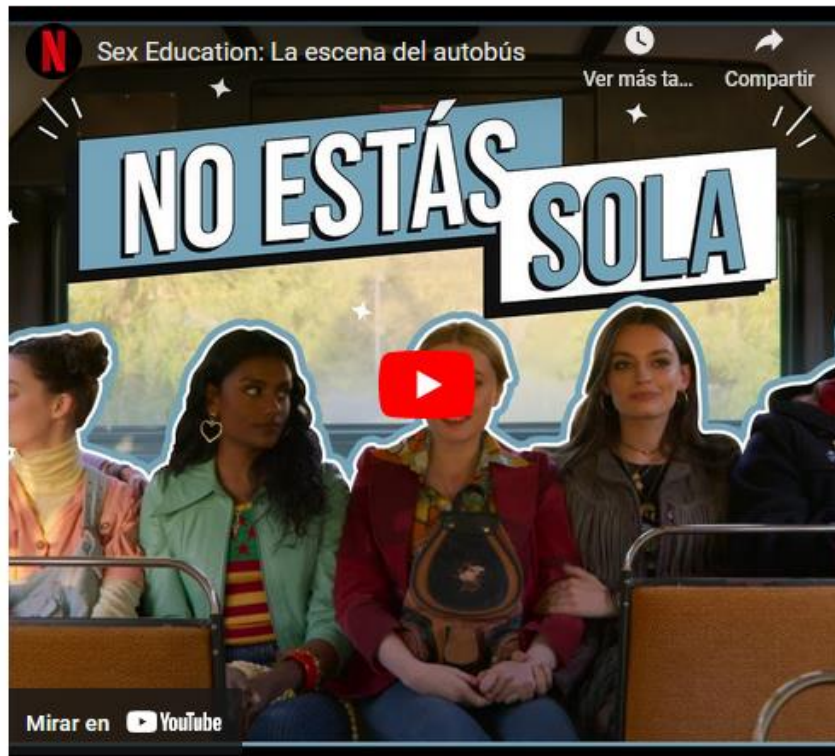 Sex Education: La escena del autobús
Ver más ta...
Compartir
NO ESTÁS
SOLA
Mirar en YouTube